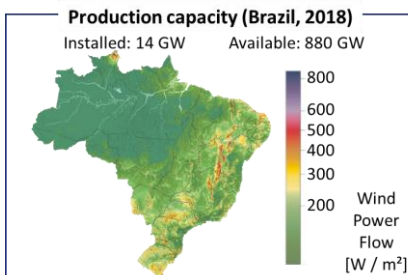 Production capacity (Brazil, 2018)
Installed: 14 GW Available: 880 GW
800
600
500
400
300
200
Wind
Power
Flow
[W / m²]